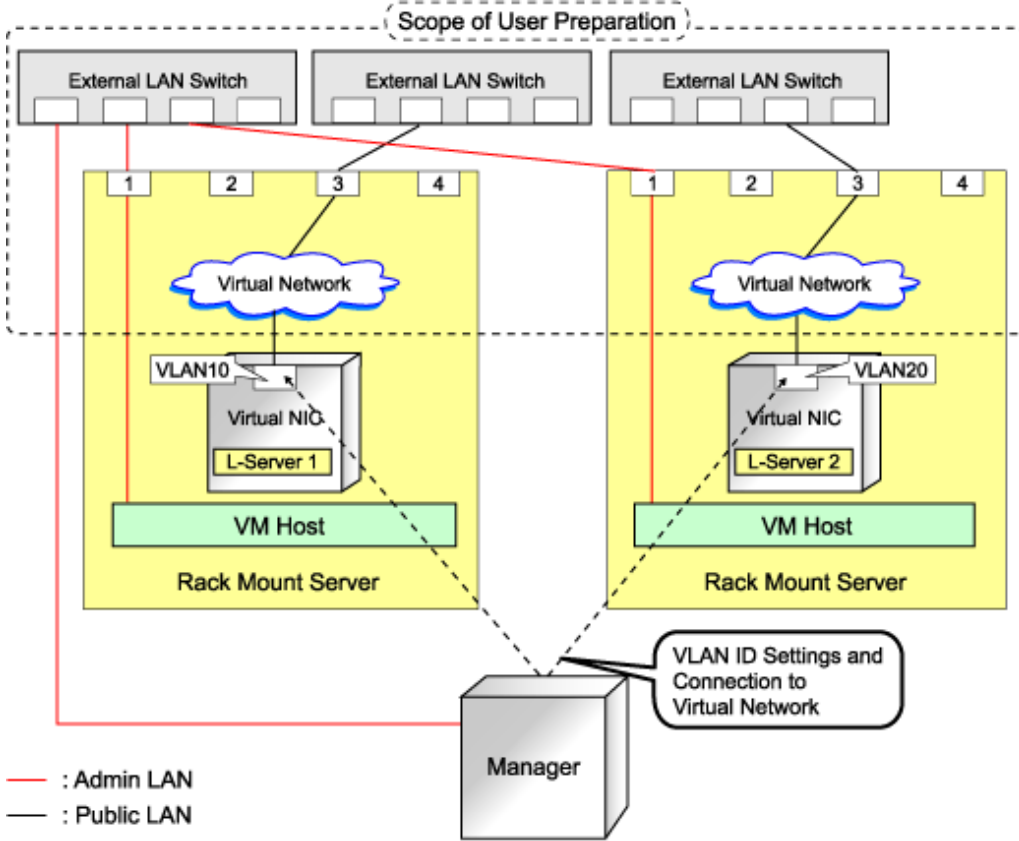 Scope of User Preparation
External LAN Switch
External LAN Switch
External LAN Switch
1 2 3 4
1 2 3 4
Virtual Network
Virtual Network
VLAN10
VLAN20
Virtual NIC
Virtual NIC
L-Server 1
L-Server 2
VM Host
VM Host
Rack Mount Server
Rack Mount Server
VLAN ID Settings and
Connection to
Virtual Network
Manager
: Admin LAN
: Public LAN